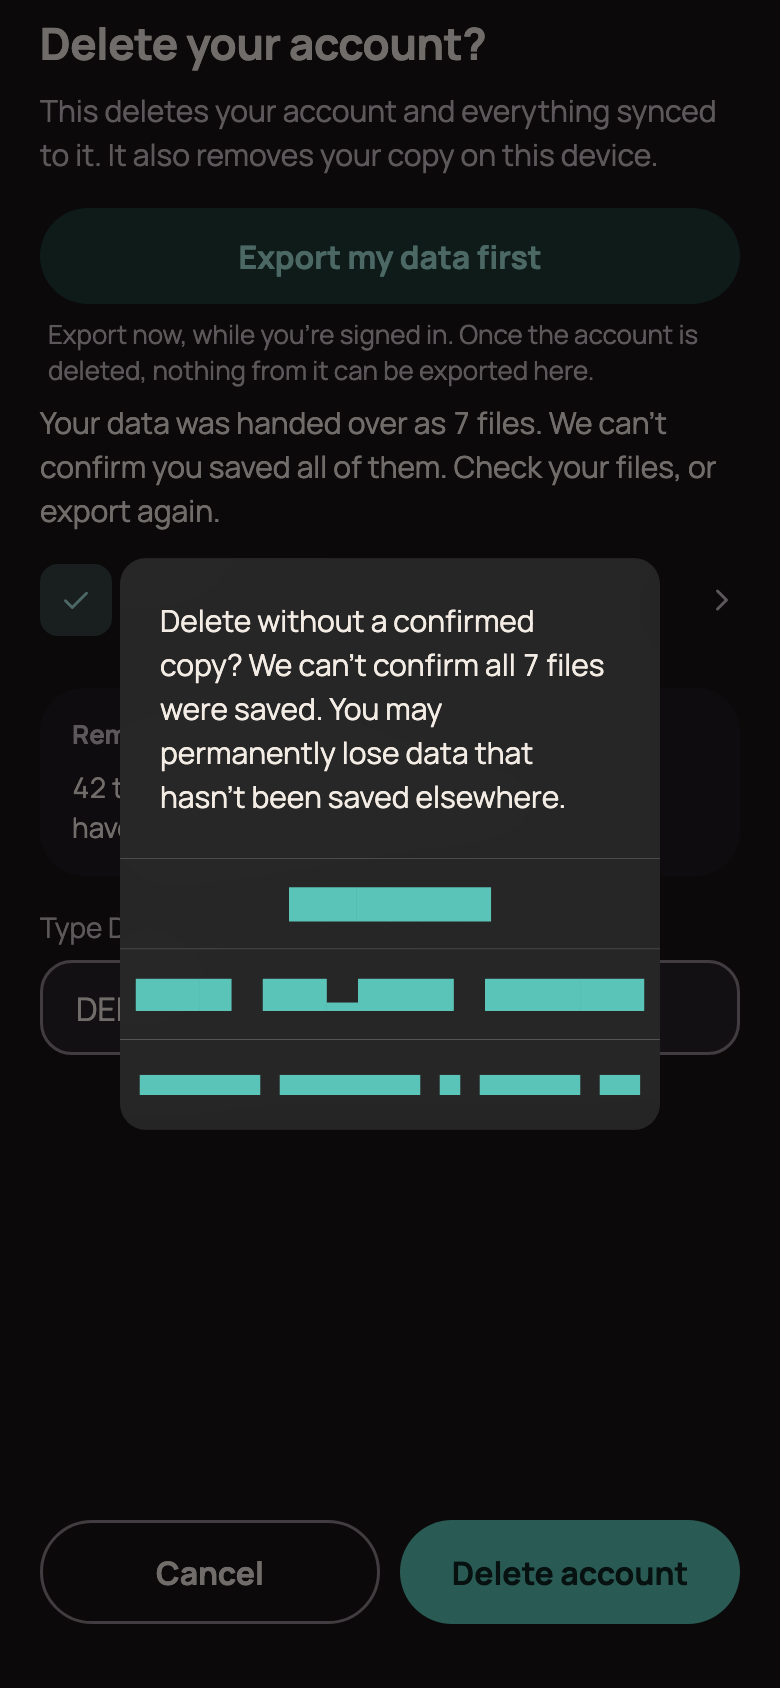 Delete your account?
This deletes your account and everything synced
to it. It also removes your copy on this device.
Export my data first
Export now, while you’re signed in. Once the account is
deleted, nothing from it can be exported here.
Your data was handed over as 7 files. We can’t
confirm you saved all of them. Check your files, or
export again.
Delete without a confirmed
copy? We can’t confirm all 7 files
were saved. You may
permanently lose data that
hasn’t been saved elsewhere.
42
Type
Cancel
Delete account